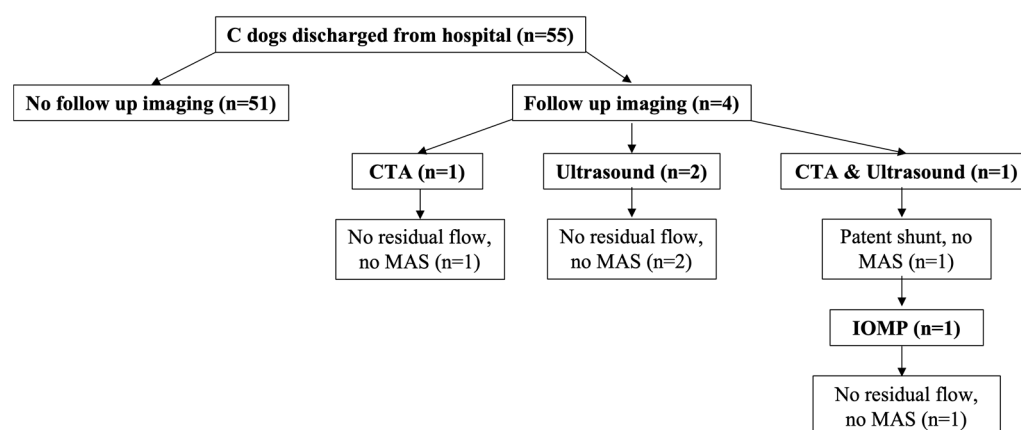 C dogs discharged from hospital (n=55)
No follow up imaging (n=51)
Follow up imaging (n=4)
CTA (n=1)
Ultrasound (n=2)
CTA & Ultrasound (n=1)
No residual flow,
no MAS (n=1)
No residual flow,
no MAS (n=2)
Patent shunt, no
MAS (n=1)
IOMP (n=1)
No residual flow,
no MAS (n=1)